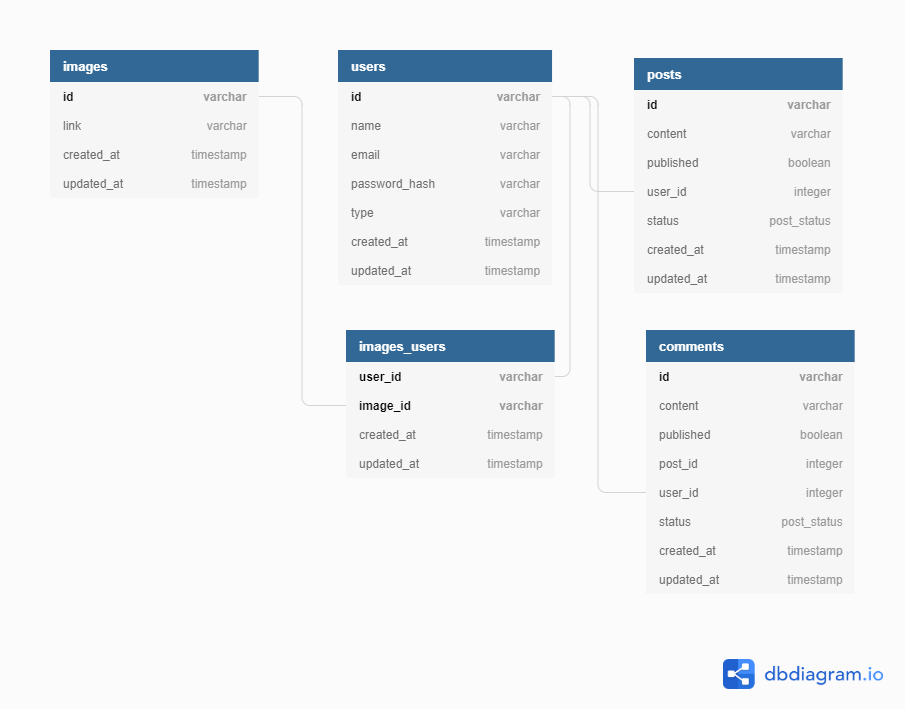 images
id varchar
link varchar
created_at timestamp
updated_at timestamp
users
id varchar
name varchar
email varchar
password_hash varchar
type varchar
created_at timestamp
updated_at timestamp
posts
id varchar
content varchar
published boolean
user_id integer
status post_status
created_at timestamp
updated_at timestamp
images_users
user_id varchar
image_id varchar
created_at timestamp
updated_at timestamp
comments
id varchar
content varchar
published boolean
post_id integer
user_id integer
status post_status
created_at timestamp
updated_at timestamp
dbdiagram.io